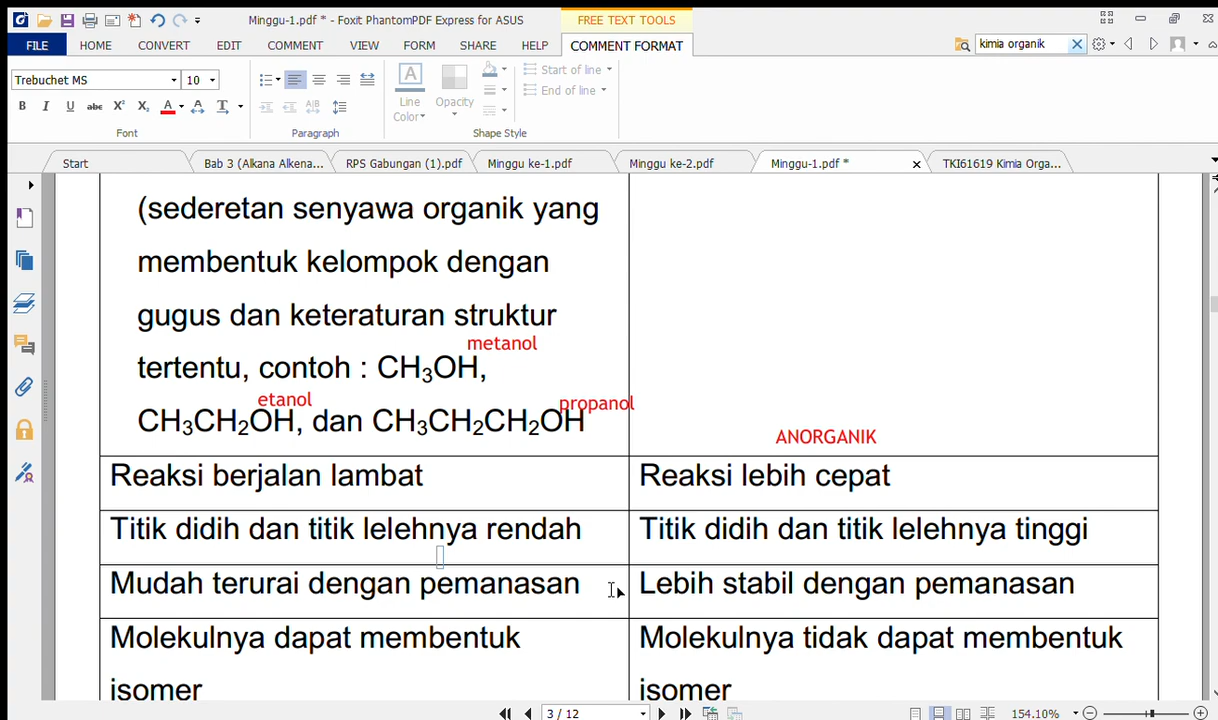 Minggu-1.pdf * - Foxit PhantomPDF Express for ASUS
FREE TEXT TOOLS
FILE HOME CONVERT EDIT COMMENT VIEW FORM SHARE HELP COMMENT FORMAT
kimia organik
Trebuchet MS 10
Line Color
Opacity
Start of line
End of line
B I U abc X² X₂ A A T
Font Paragraph Shape Style
Start Bab 3 (Alkana Alkena... RPS Gabungan (1).pdf Minggu ke-1.pdf Minggu ke-2.pdf Minggu-1.pdf * TKI61619 Kimia Orga...
(sederetan senyawa organik yang
membentuk kelompok dengan
gugus dan keteraturan struktur
metanol
tertentu, contoh : CH₃OH,
etanol
propanol
CH₃CH₂OH, dan CH₃CH₂CH₂OH
ANORGANIK
Reaksi berjalan lambat
Reaksi lebih cepat
Titik didih dan titik lelehnya rendah
Titik didih dan titik lelehnya tinggi
Mudah terurai dengan pemanasan
Lebih stabil dengan pemanasan
Molekulnya dapat membentuk
isomer
Molekulnya tidak dapat membentuk
isomer
3 / 12
154.10%